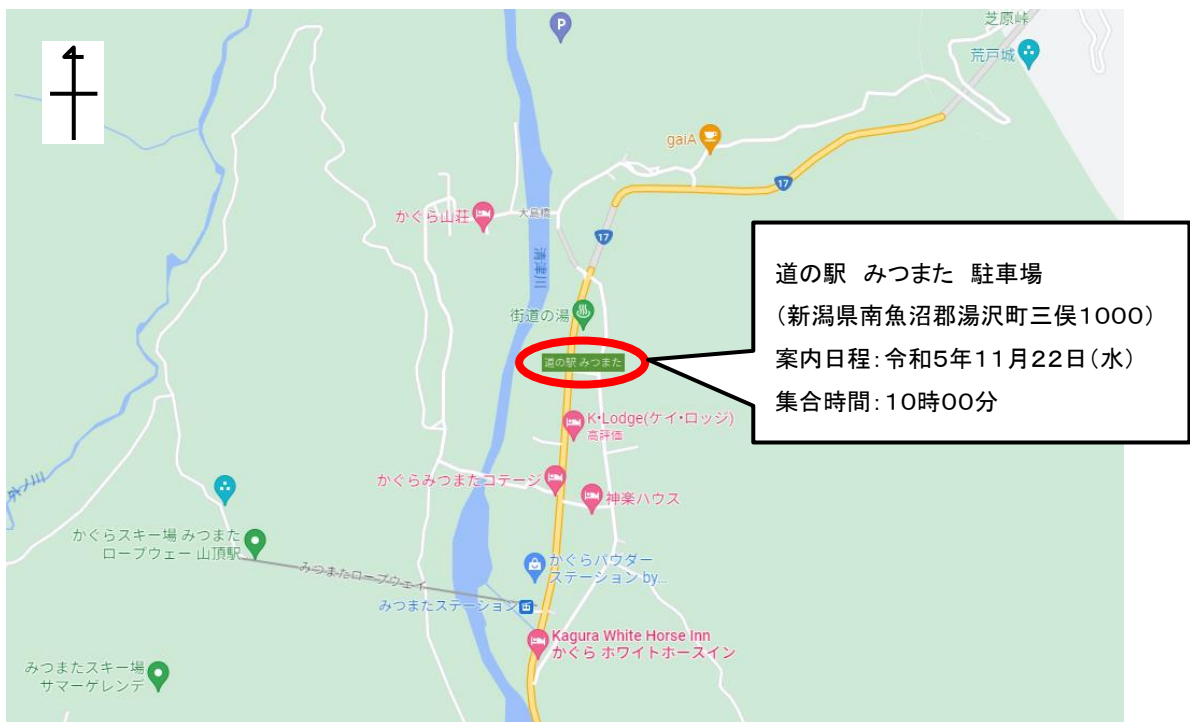 P
芝原峠
荒戸城
gaiA
17
かぐら山荘
大島橋
17
清津川
街道の湯
道の駅 みつまた
道の駅 みつまた 駐車場
(新潟県南魚沼郡湯沢町三俣1000)
案内日程:令和5年11月22日(水)
集合時間:10時00分
K•Lodge(ケイ・ロッジ)
高評価
かぐらみつまたコテージ
神楽ハウス
かぐらスキー場 みつまた
ロープウェー 山頂駅
みつまたロープウェイ
かぐらパウダー
ステーション by...
みつまたステーション
Kagura White Horse Inn
かぐら ホワイトホースイン
みつまたスキー場
サマーゲレンデ